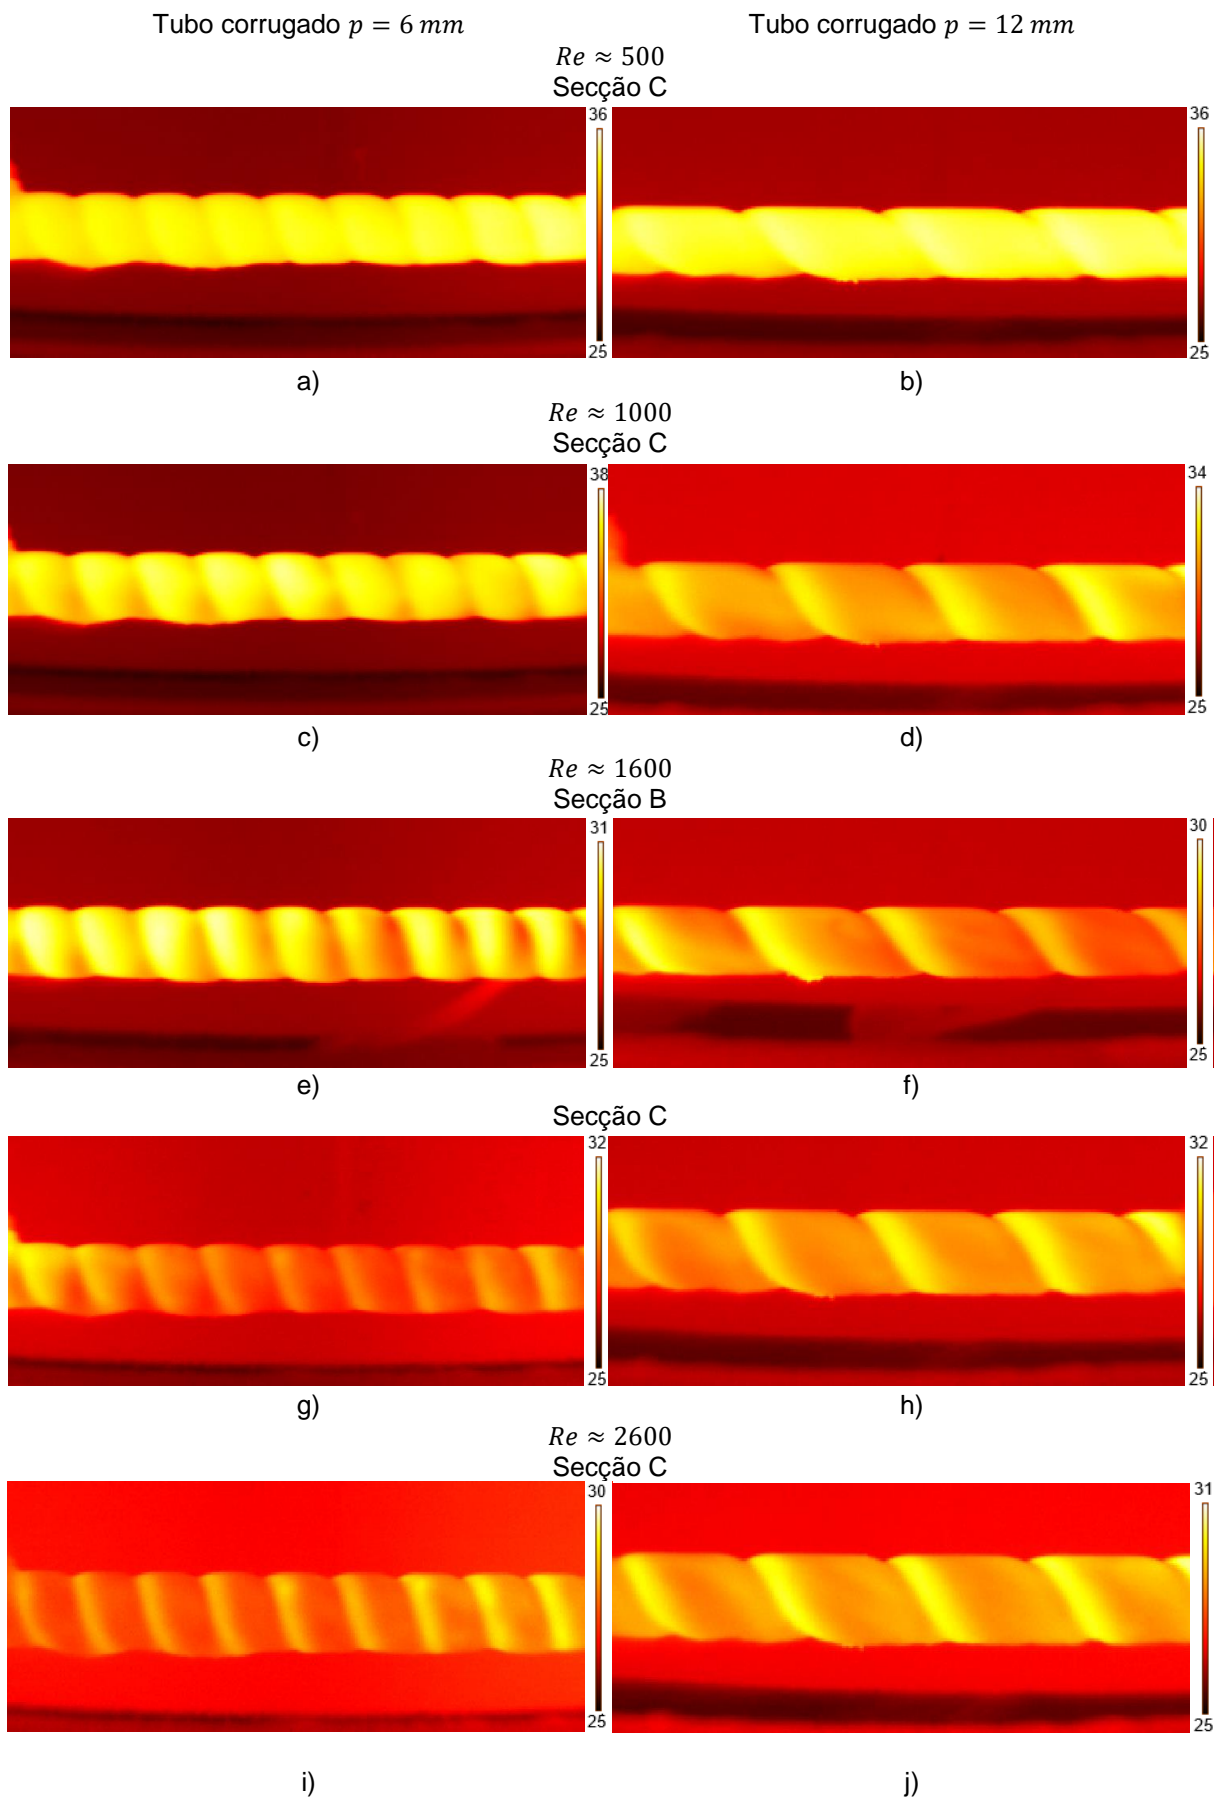 Tubo corrugado p = 6 mm
Tubo corrugado p = 12 mm
Re ≈ 500
Secção C
36
25
36
25
a)
b)
Re ≈ 1000
Secção C
38
25
34
25
c)
d)
Re ≈ 1600
Secção B
31
25
30
25
e)
f)
Secção C
32
25
32
25
g)
h)
Re ≈ 2600
Secção C
30
25
31
25
i)
j)